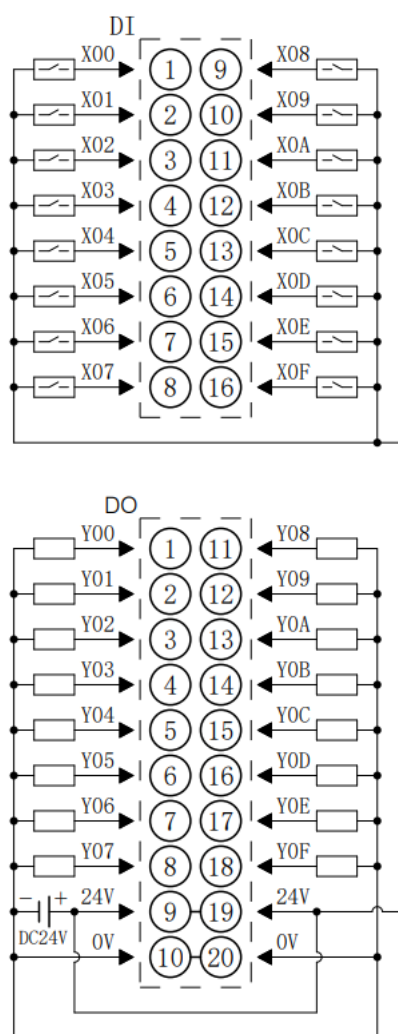 DI
X00 1 9 X08
X01 2 10 X09
X02 3 11 X0A
X03 4 12 X0B
X04 5 13 X0C
X05 6 14 X0D
X06 7 15 X0E
X07 8 16 X0F
DO
Y00 1 11 Y08
Y01 2 12 Y09
Y02 3 13 Y0A
Y03 4 14 Y0B
Y04 5 15 Y0C
Y05 6 16 Y0D
Y06 7 17 Y0E
Y07 8 18 Y0F
- + 24V 9 19 24V
DC24V 0V 10 20 0V